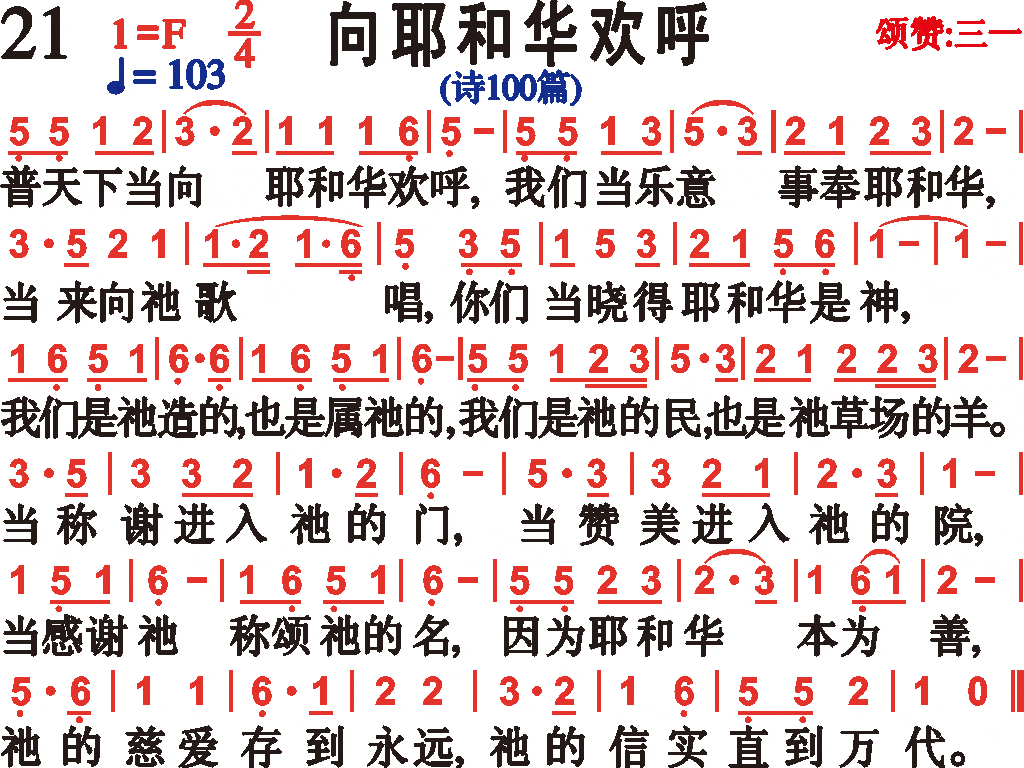 21 1=F 2/4 向耶和华欢呼 颂赞:三一
♩= 103 (诗100篇)
5 5 1 2|3·2|1 1 1 6|5 –|5 5 1 3|5·3|2 1 2 3|2 –|
普天下当向 耶和华欢呼, 我们当乐意 事奉耶和华,
3·5 2 1|1·2 1·6|5 3 5|1 5 3|2 1 5 6|1 –|1 –|
当 来向祂歌 唱, 你们 当晓得耶和华是神,
1 6 5 1|6·6|1 6 5 1|6–|5 5 1 2 3|5·3|2 1 2 2 3|2 –|
我们是祂造的,也是属祂的,我们是祂的民,也是祂草场的羊。
3·5|3 3 2|1·2|6 –|5·3|3 2 1|2·3|1 –|
当称谢进入祂的门, 当赞美进入祂的院,
1 5 1|6 –|1 6 5 1|6 –|5 5 2 3|2·3|1 6 1|2 –|
当感谢祂 称颂祂的名, 因为耶和华 本为 善,
5·6|1 1|6·1|2 2|3·2|1 6|5 5 2|1 0‖
祂的慈爱存到永远, 祂的信实直到万代。